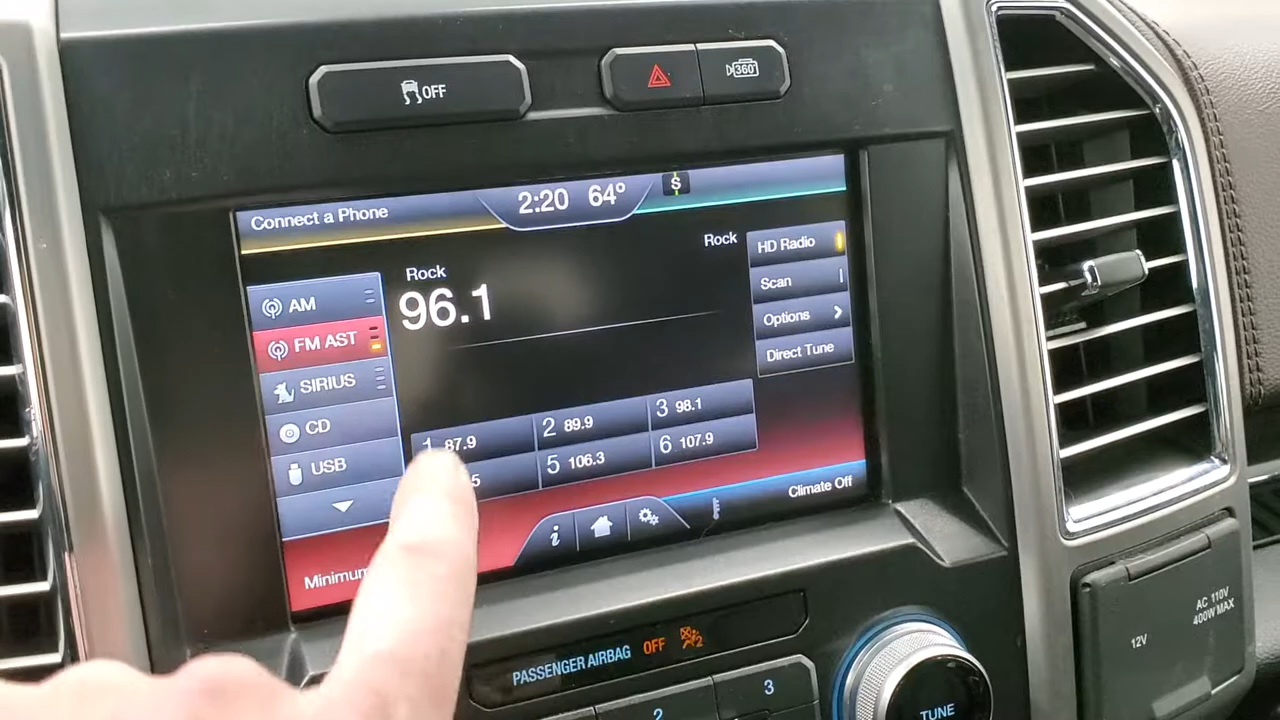 OFF
360°
Connect a Phone
2:20 64°
S
Rock
Rock
96.1
HD Radio
Scan
Options
Direct Tune
AM
FM AST
SIRIUS
CD
USB
1 87.9
2 89.9
3 98.1
5 106.3
6 107.9
Climate Off
Minimum
PASSENGER AIRBAG OFF
2
3
TUNE
12V
AC 110V
400W MAX